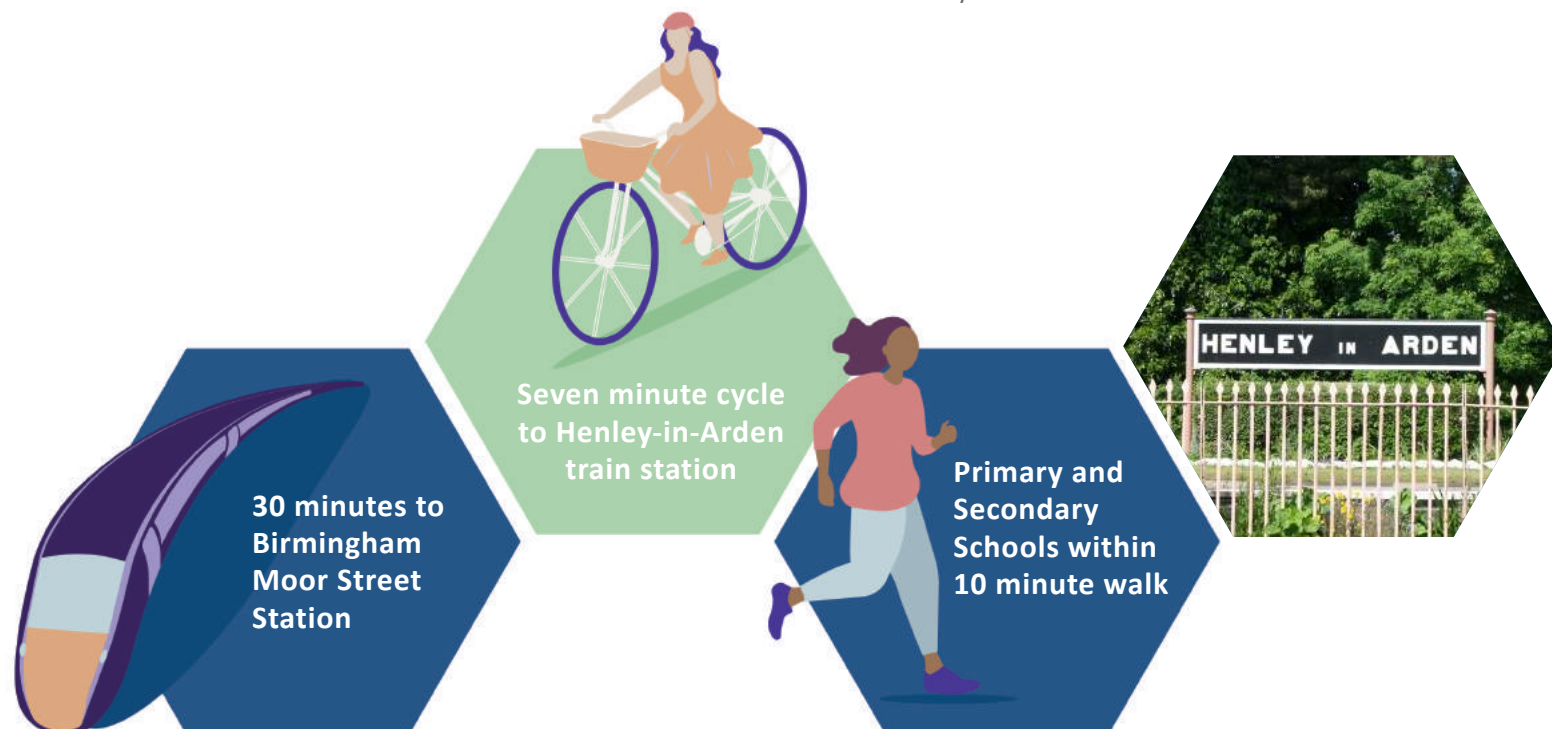 30 minutes to
Birmingham
Moor Street
Station
Seven minute cycle
to Henley-in-Arden
train station
Primary and
Secondary
Schools within
10 minute walk
HENLEY IN ARDEN